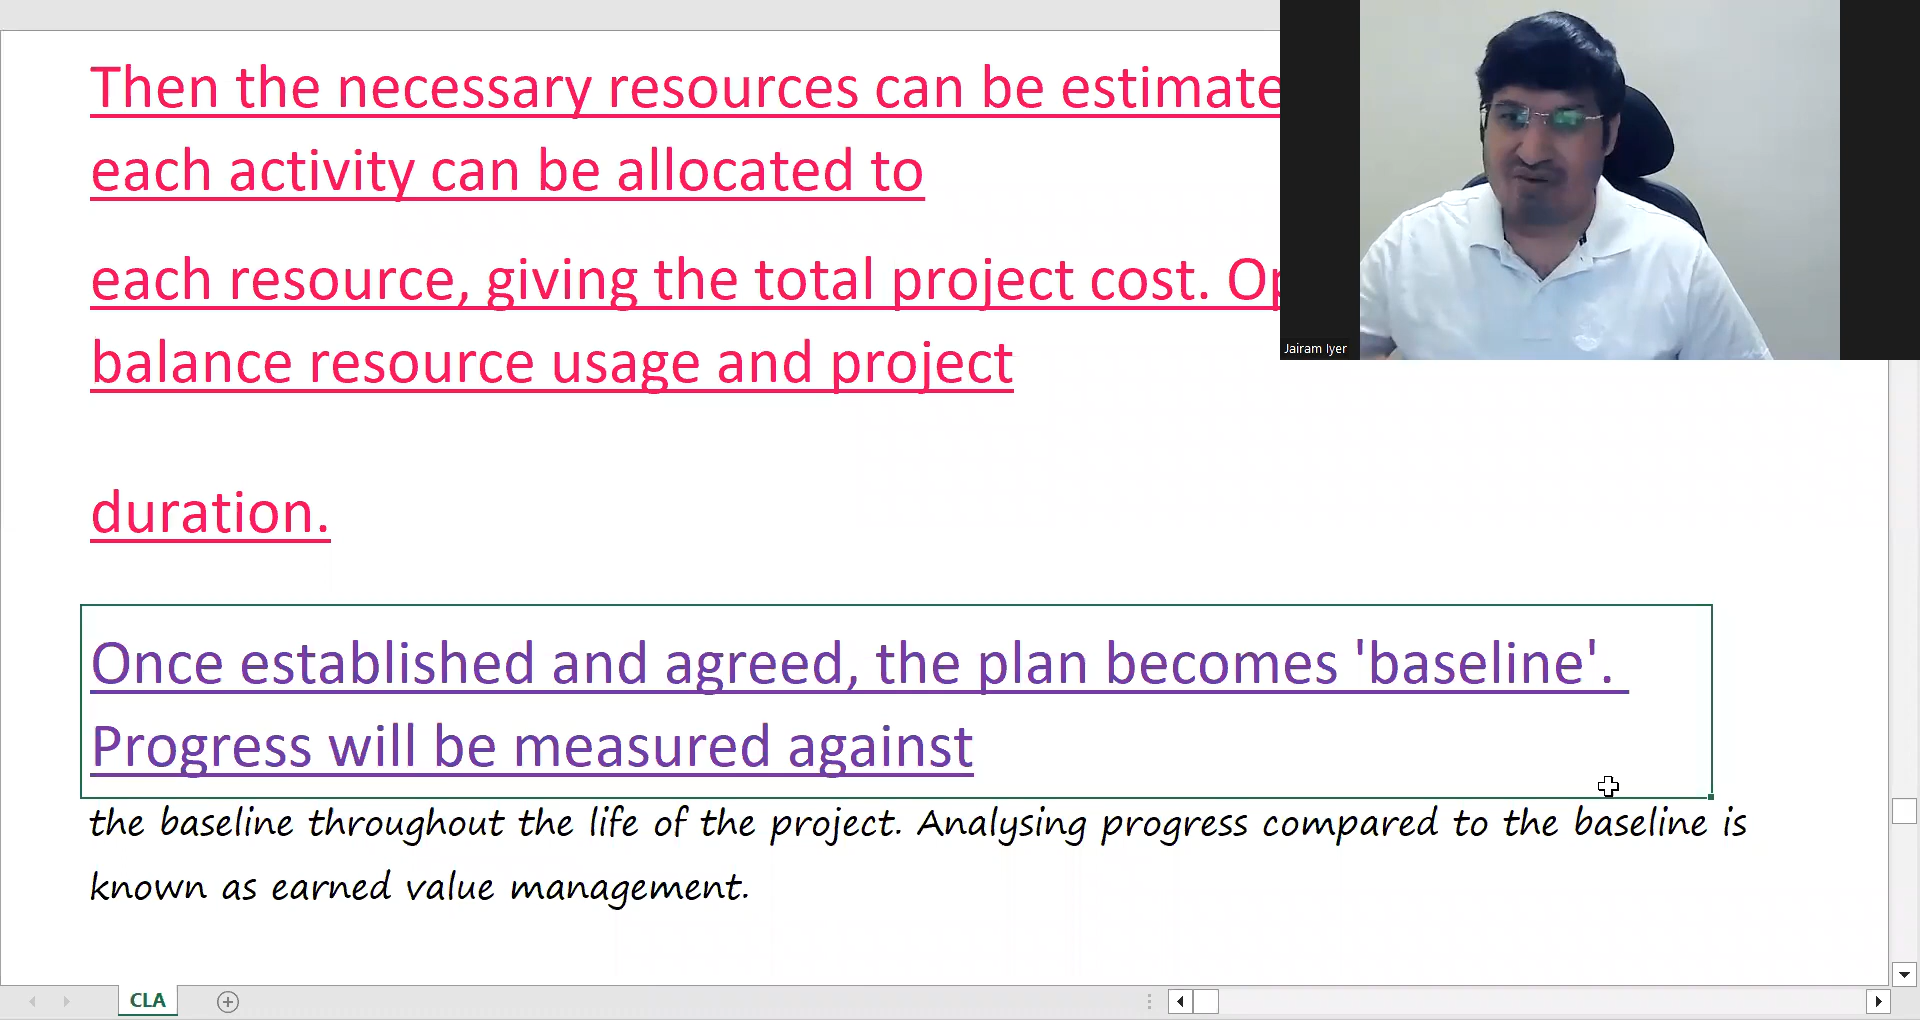 Then the necessary resources can be estimate
each activity can be allocated to
each resource, giving the total project cost.
balance resource usage and project
duration.
Once established and agreed, the plan becomes 'baseline'.
Progress will be measured against
the baseline throughout the life of the project. Analysing progress compared to the baseline is
known as earned value management.
Jairam Iyer
CLA